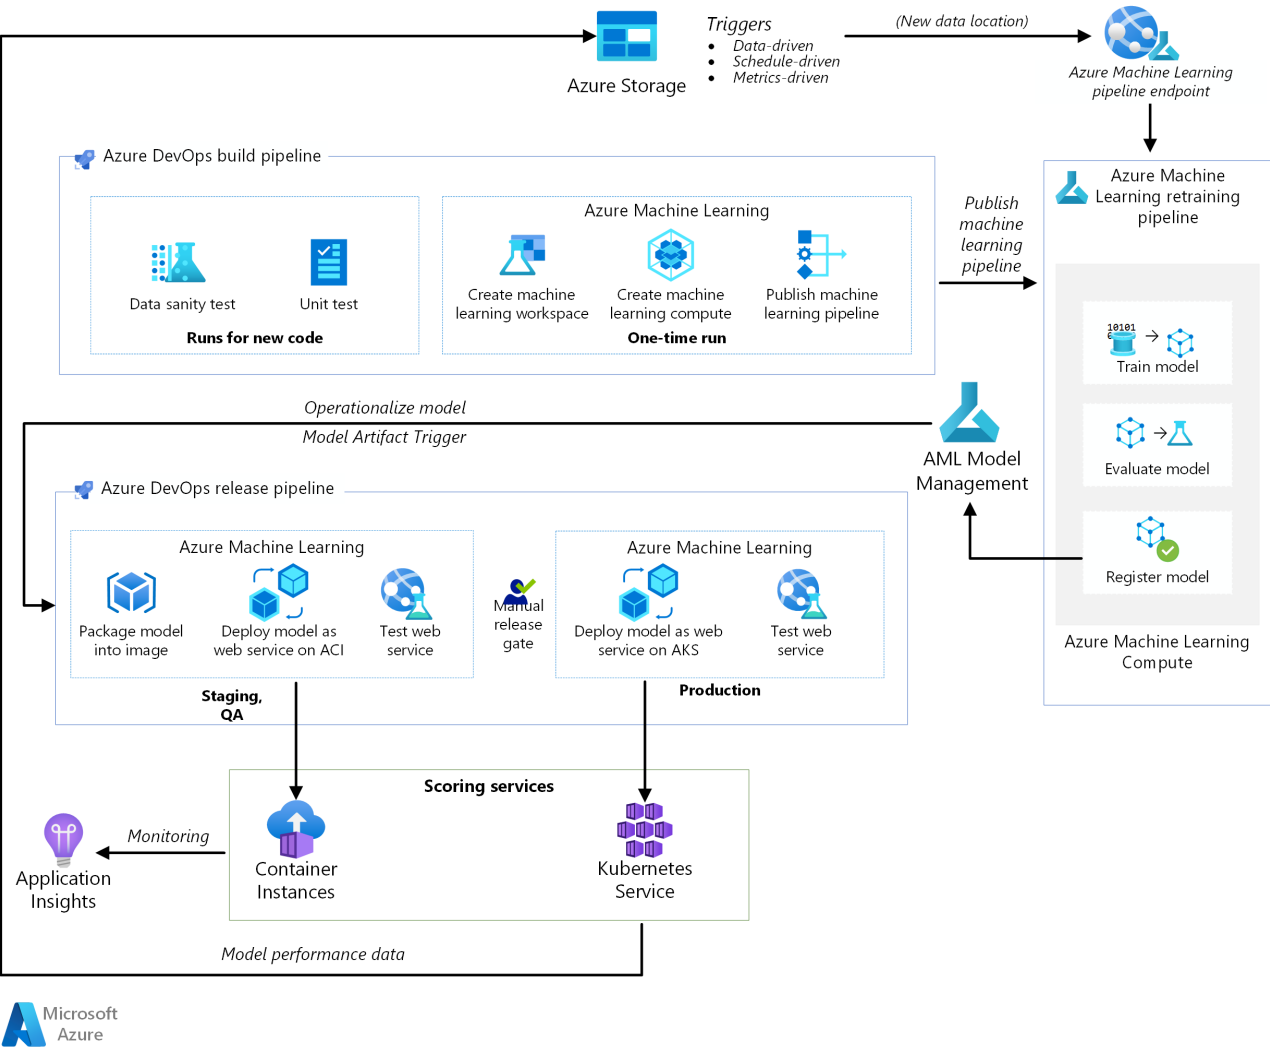 Azure Storage
Triggers
• Data-driven
• Schedule-driven
• Metrics-driven
(New data location)
Azure Machine Learning
pipeline endpoint
Azure DevOps build pipeline
Data sanity test
Unit test
Runs for new code
Azure Machine Learning
Create machine
learning workspace
Create machine
learning compute
Publish machine
learning pipeline
One-time run
Publish
machine
learning
pipeline
Azure Machine
Learning retraining
pipeline
10101
Train model
Evaluate model
Register model
Azure Machine Learning
Compute
AML Model
Management
Operationalize model
Model Artifact Trigger
Azure DevOps release pipeline
Azure Machine Learning
Package model
into image
Deploy model as
web service on ACI
Test web
service
Staging,
QA
Manual
release
gate
Azure Machine Learning
Deploy model as web
service on AKS
Test web
service
Production
Scoring services
Container
Instances
Kubernetes
Service
Monitoring
Application
Insights
Model performance data
Microsoft
Azure